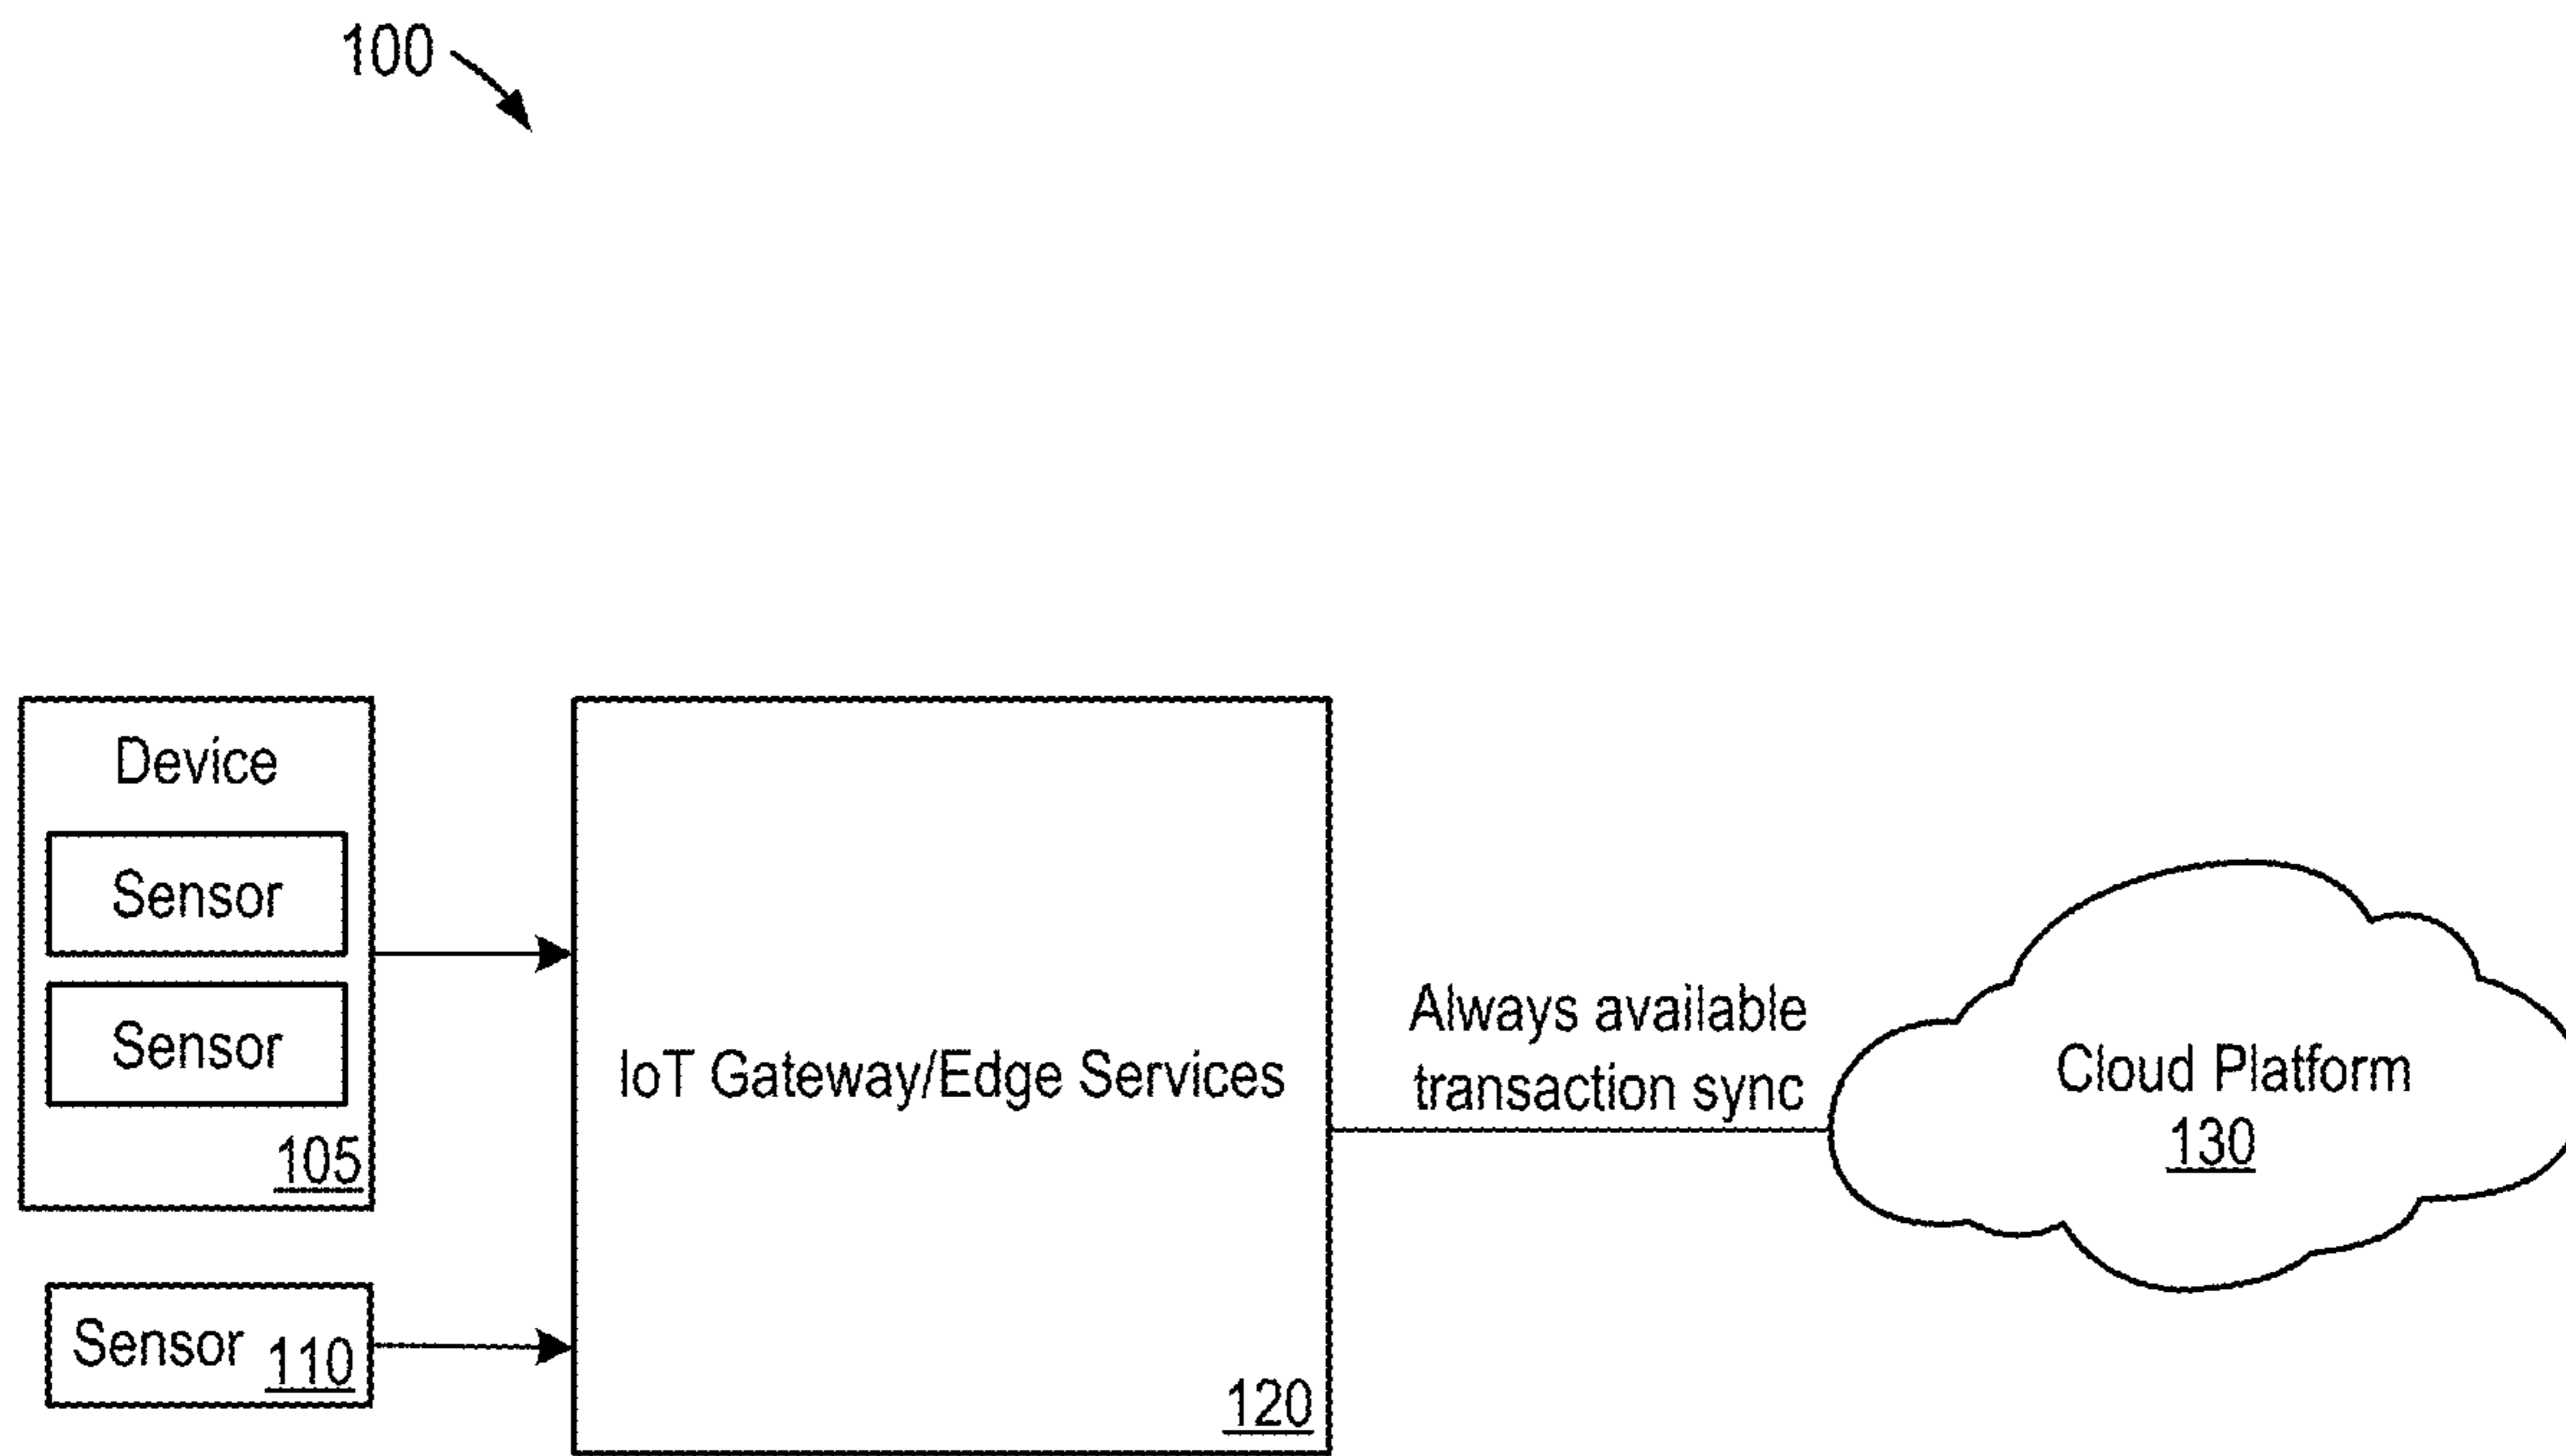 100
Device
Sensor
Sensor
105
Sensor 110
IoT Gateway/Edge Services
120
Always available
transaction sync
Cloud Platform
130